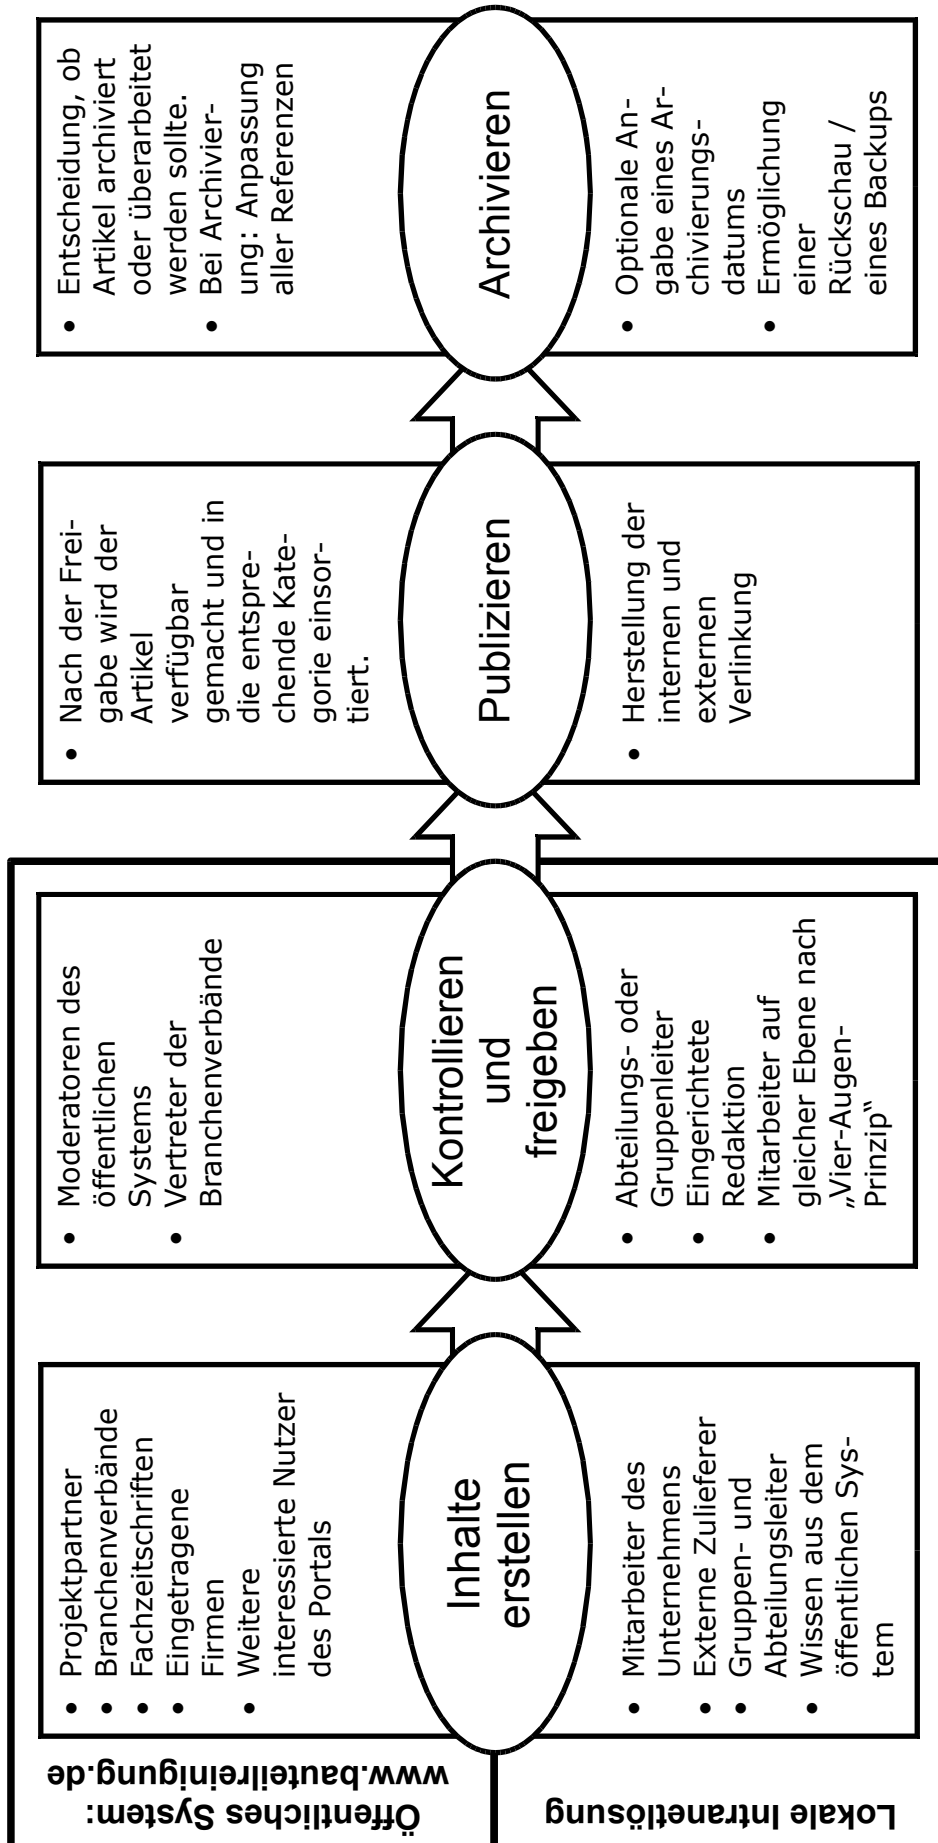 Öffentliches System:
www.bauteilreinigung.de
• Projektpartner
• Branchenverbände
• Fachzeitschriften
• Eingetragene
Firmen
• Weitere
interessierte Nutzer
des Portals
Inhalte
erstellen
Lokale Intranetlösung
• Mitarbeiter des
Unternehmens
• Externe Zulieferer
• Gruppen- und
Abteilungsleiter
• Wissen aus dem
öffentlichen Sys-
tem
• Moderatoren des
öffentlichen
Systems
• Vertreter der
Branchenverbände
Kontrollieren
und
freigeben
• Abteilungs- oder
Gruppenleiter
• Eingerichtete
Redaktion
• Mitarbeiter auf
gleicher Ebene nach
„Vier-Augen-
Prinzip“
• Nach der Frei-
gabe wird der
Artikel
verfügbar
gemacht und in
die entspre-
chende Kate-
gorie einsor-
tiert.
Publizieren
• Herstellung der
internen und
externen
Verlinkung
• Entscheidung, ob
Artikel archiviert
oder überarbeitet
werden sollte.
• Bei Archivier-
ung: Anpassung
aller Referenzen
Archivieren
• Optionale An-
gabe eines Ar-
chivierungs-
datums
• Ermöglichung
einer
Rückschau /
eines Backups